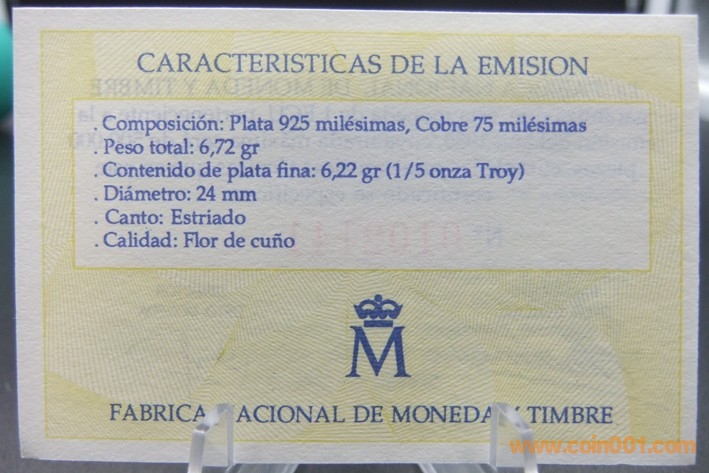 CARACTERISTICAS DE LA EMISION
. Composición: Plata 925 milésimas, Cobre 75 milésimas
. Peso total: 6,72 gr
. Contenido de plata fina: 6,22 gr (1/5 onza Troy)
. Diámetro: 24 mm
. Canto: Estriado
. Calidad: Flor de cuño
M
FABRICA NACIONAL DE MONEDA Y TIMBRE
www.coin001.com